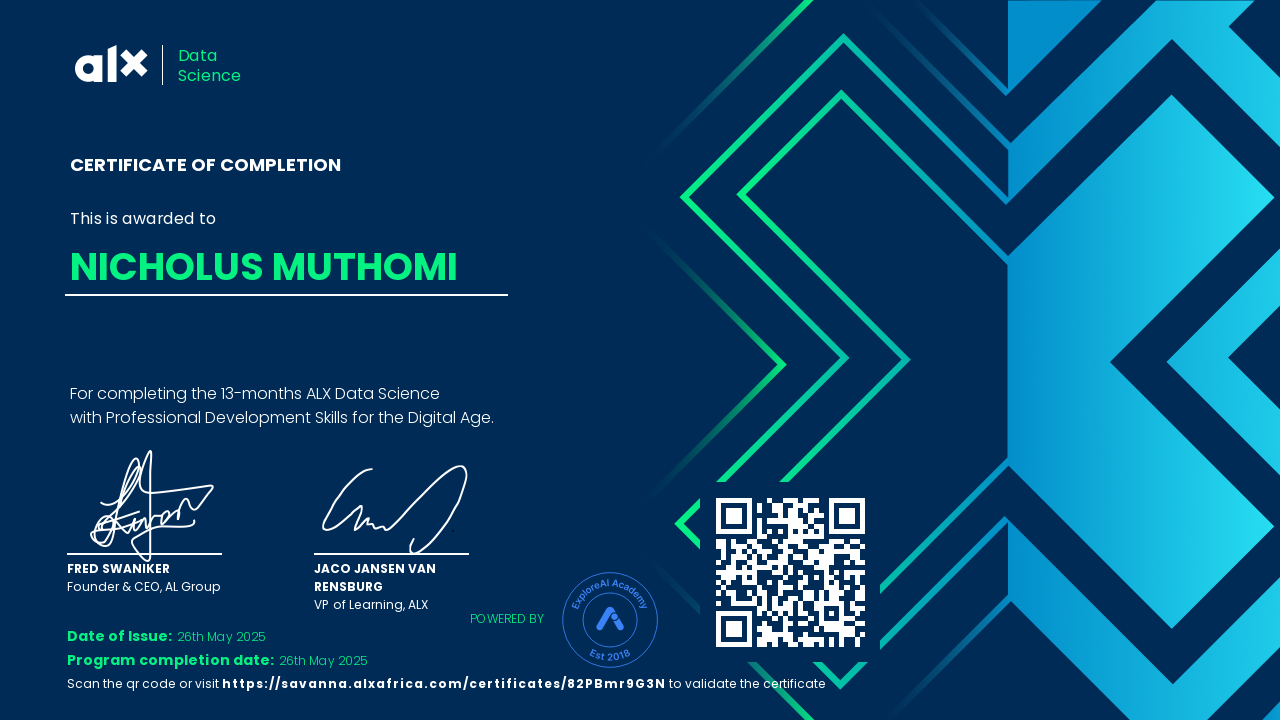 alx
Data
Science
CERTIFICATE OF COMPLETION
This is awarded to
NICHOLUS MUTHOMI
For completing the 13-months ALX Data Science
with Professional Development Skills for the Digital Age.
FRED SWANIKER
Founder & CEO, AL Group
JACO JANSEN VAN
RENSBURG
VP of Learning, ALX
POWERED BY
ExploreAI Academy
Est 2018
Date of Issue: 26th May 2025
Program completion date: 26th May 2025
Scan the qr code or visit https://savanna.alxafrica.com/certificates/82PBmr9G3N to validate the certificate